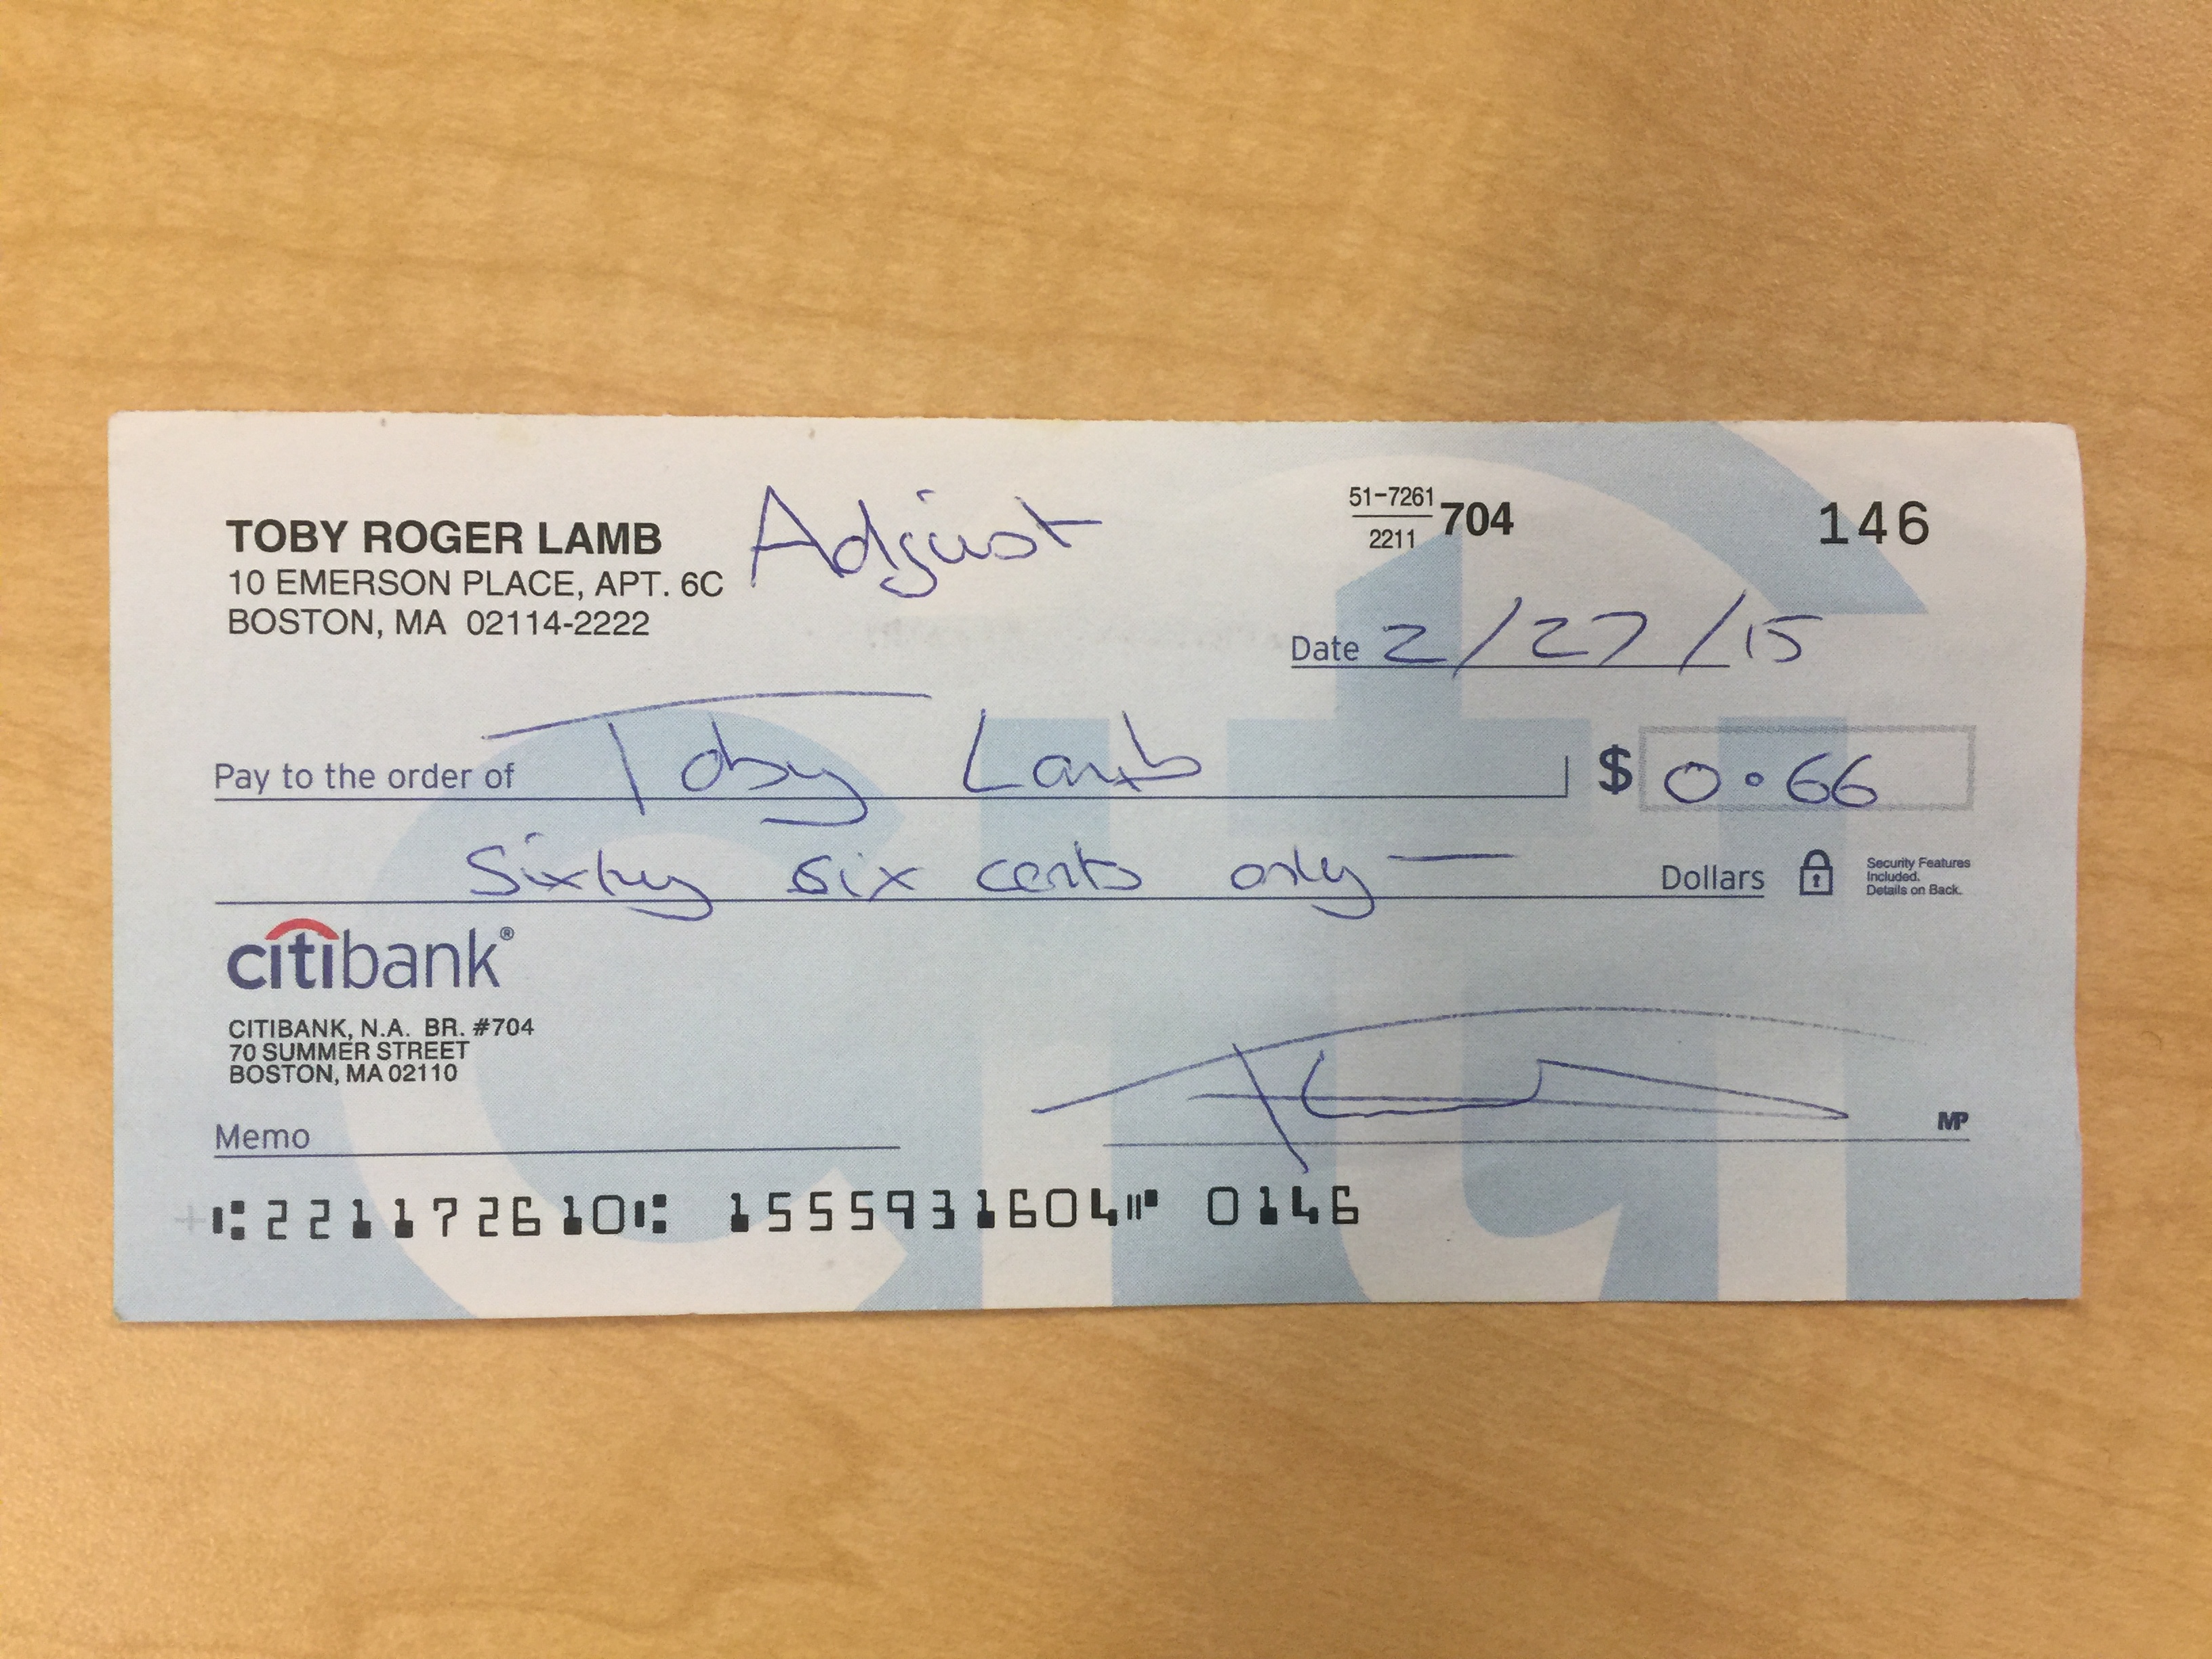 TOBY ROGER LAMB Adjust
10 EMERSON PLACE, APT. 6C
BOSTON, MA 02114-2222
51-7261
2211
704
146
Date 2/27/15
Pay to the order of Toby Lamb $ 0.66
Sixty six cents only — Dollars
Security Features
Included.
Details on Back.
citibank®
CITIBANK, N.A. BR. #704
70 SUMMER STREET
BOSTON, MA 02110
Memo
MP
⑆221172610⑆ 1555931604⑈ 0146
citi